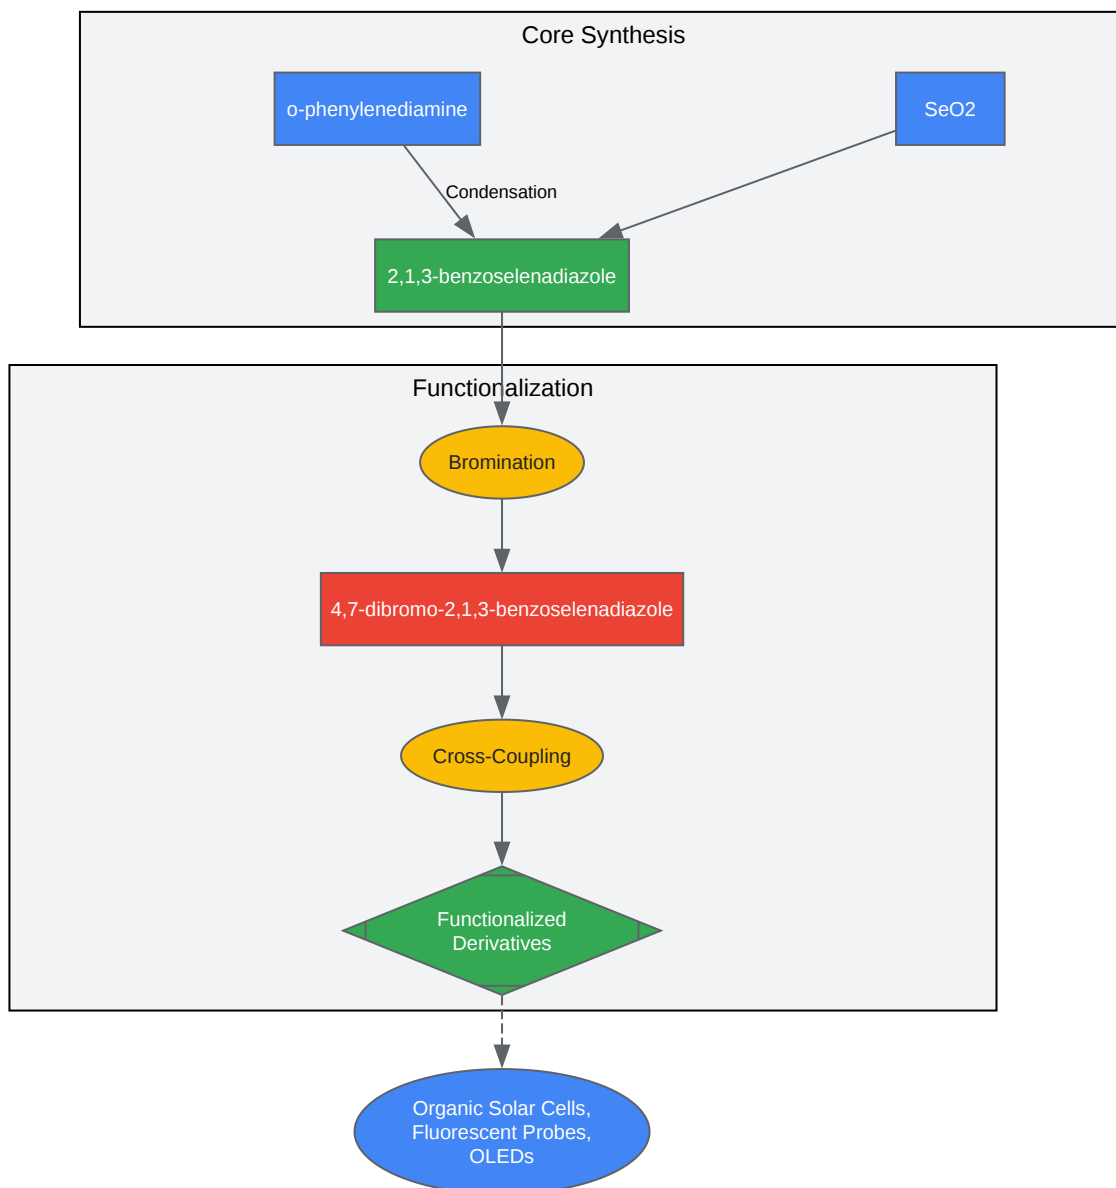 Core Synthesis
o-phenylenediamine
SeO2
Condensation
2,1,3-benzoselenadiazole
Functionalization
Bromination
4,7-dibromo-2,1,3-benzoselenadiazole
Cross-Coupling
Functionalized
Derivatives
Organic Solar Cells,
Fluorescent Probes,
OLEDs